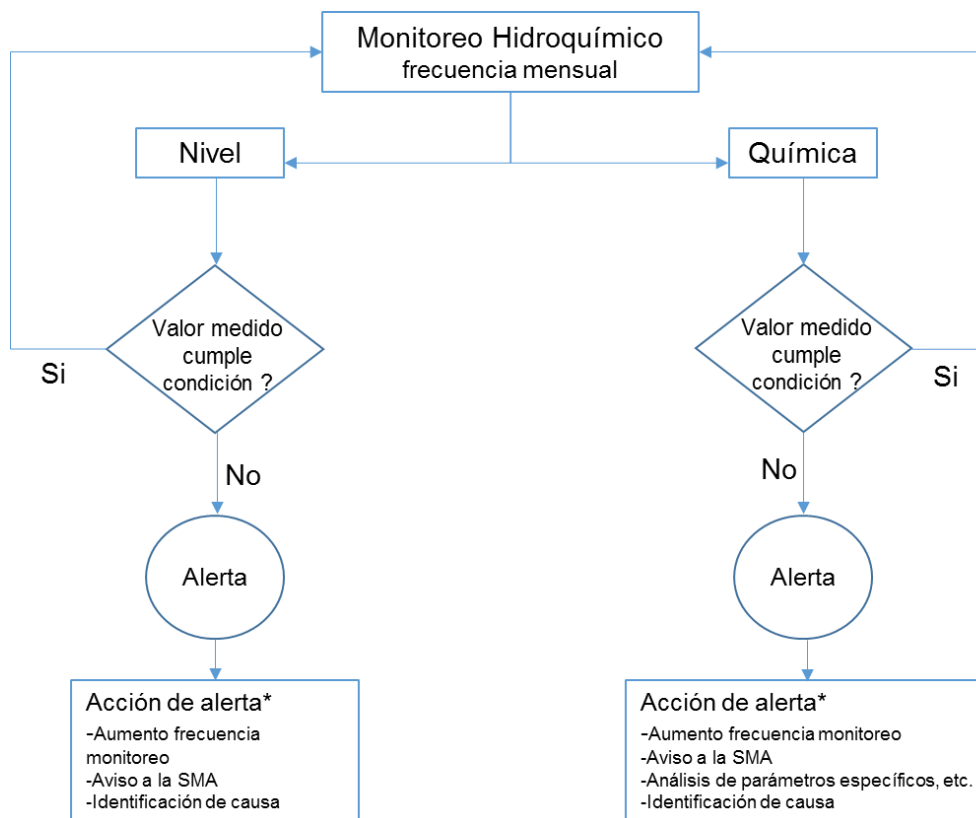 Monitoreo Hidroquímico
frecuencia mensual
Nivel
Química
Valor medido
cumple
condición ?
Si
No
Valor medido
cumple
condición ?
Si
No
Alerta
Alerta
Acción de alerta*
-Aumento frecuencia
monitoreo
-Aviso a la SMA
-Identificación de causa
Acción de alerta*
-Aumento frecuencia monitoreo
-Aviso a la SMA
-Análisis de parámetros específicos, etc.
-Identificación de causa